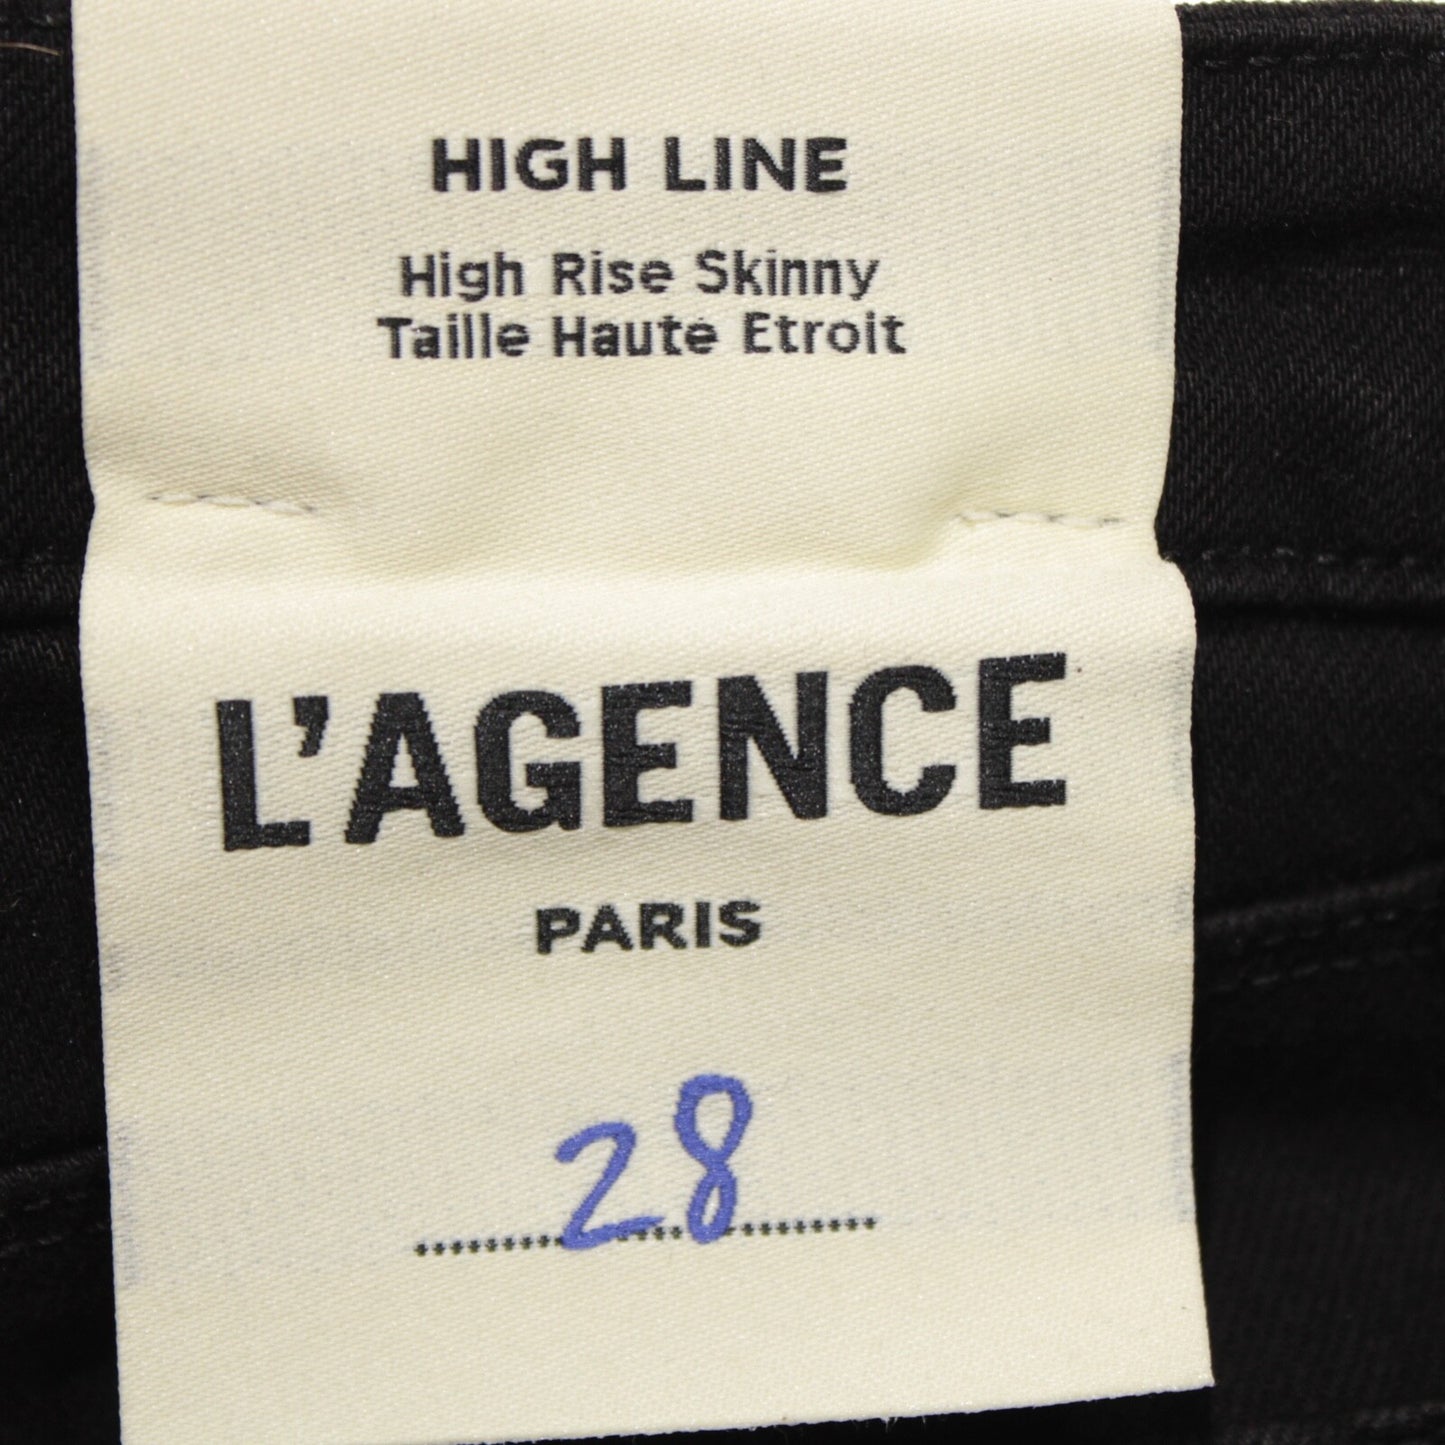 HIGH LINE
High Rise Skinny
Taille Haute Etroit
L'AGENCE
PARIS
28